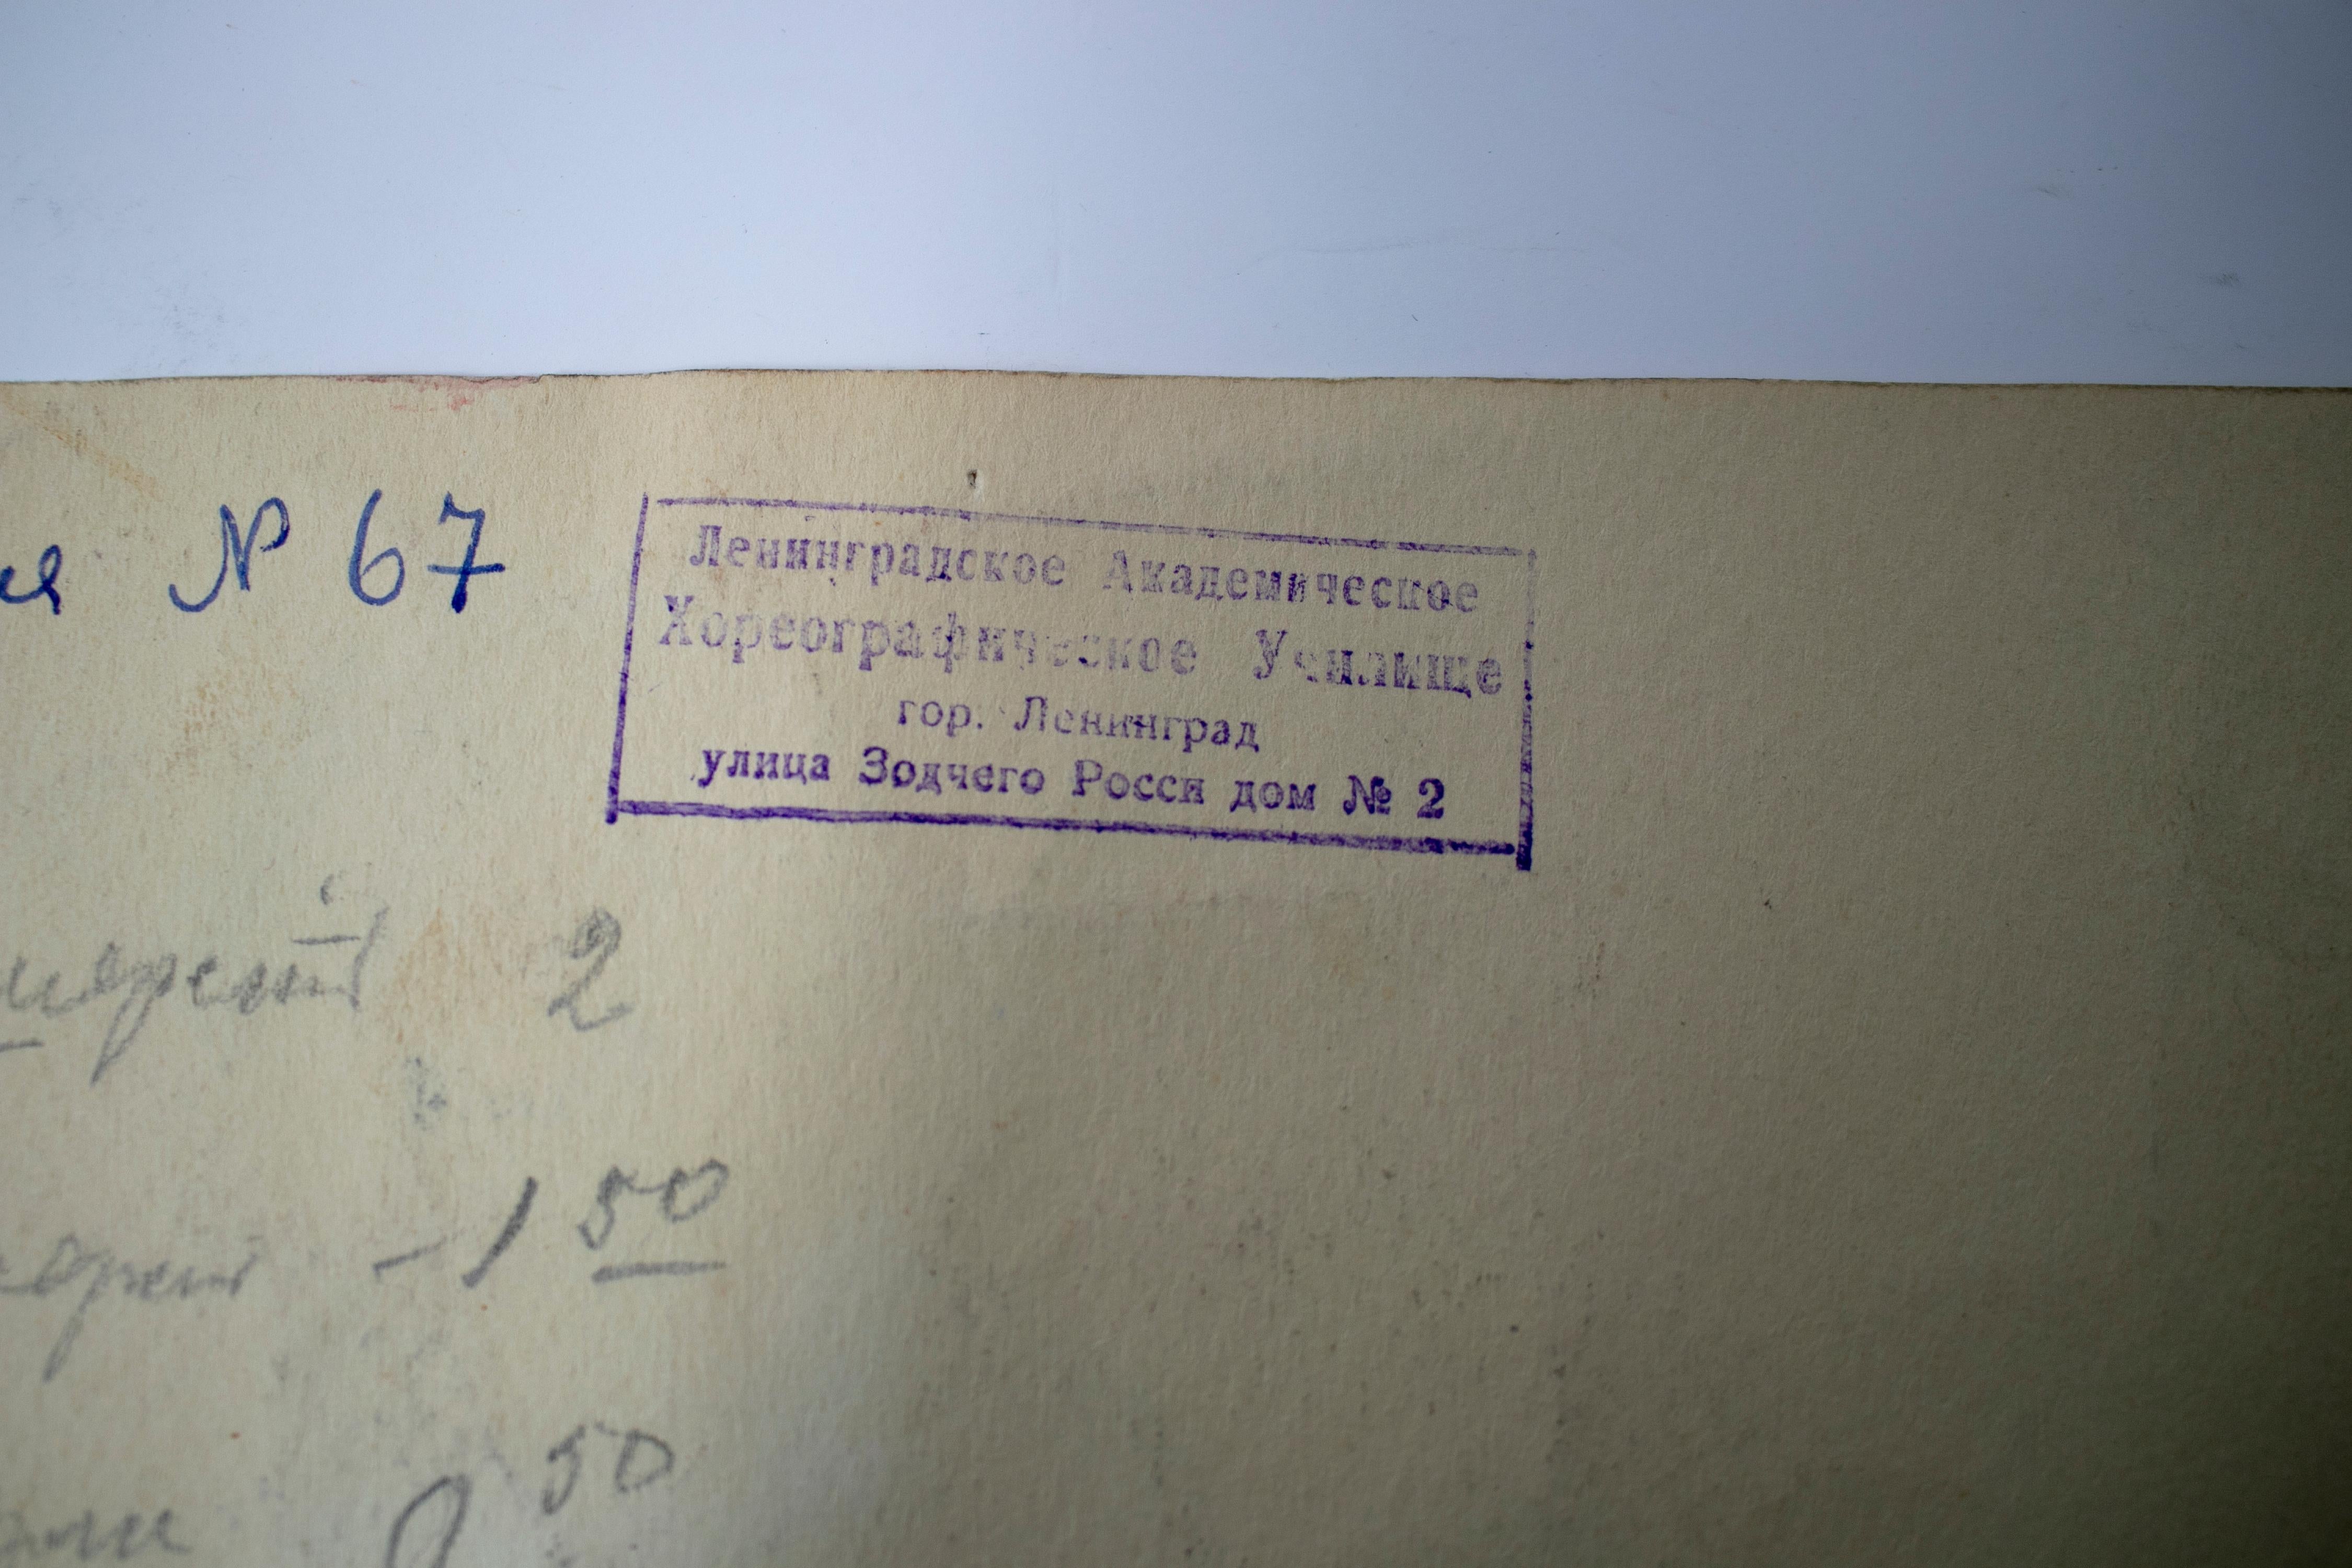 № 67
Ленинградское Академическое
Хореографическое Училище
гор. Ленинград
улица Зодчего Росси дом № 2
2
- 1 50
50